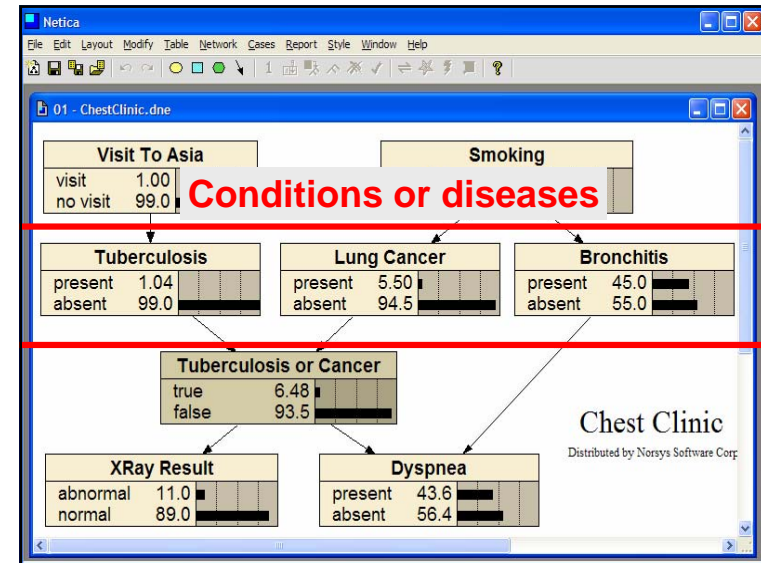 Netica
File Edit Layout Modify Table Network Cases Report Style Window Help
1
?
01 - ChestClinic.dne
Visit To Asia
visit 1.00
no visit 99.0
Smoking
Conditions or diseases
Tuberculosis
present 1.04
absent 99.0
Lung Cancer
present 5.50
absent 94.5
Bronchitis
present 45.0
absent 55.0
Tuberculosis or Cancer
true 6.48
false 93.5
Chest Clinic
Distributed by Norsys Software Corp
XRay Result
abnormal 11.0
normal 89.0
Dyspnea
present 43.6
absent 56.4